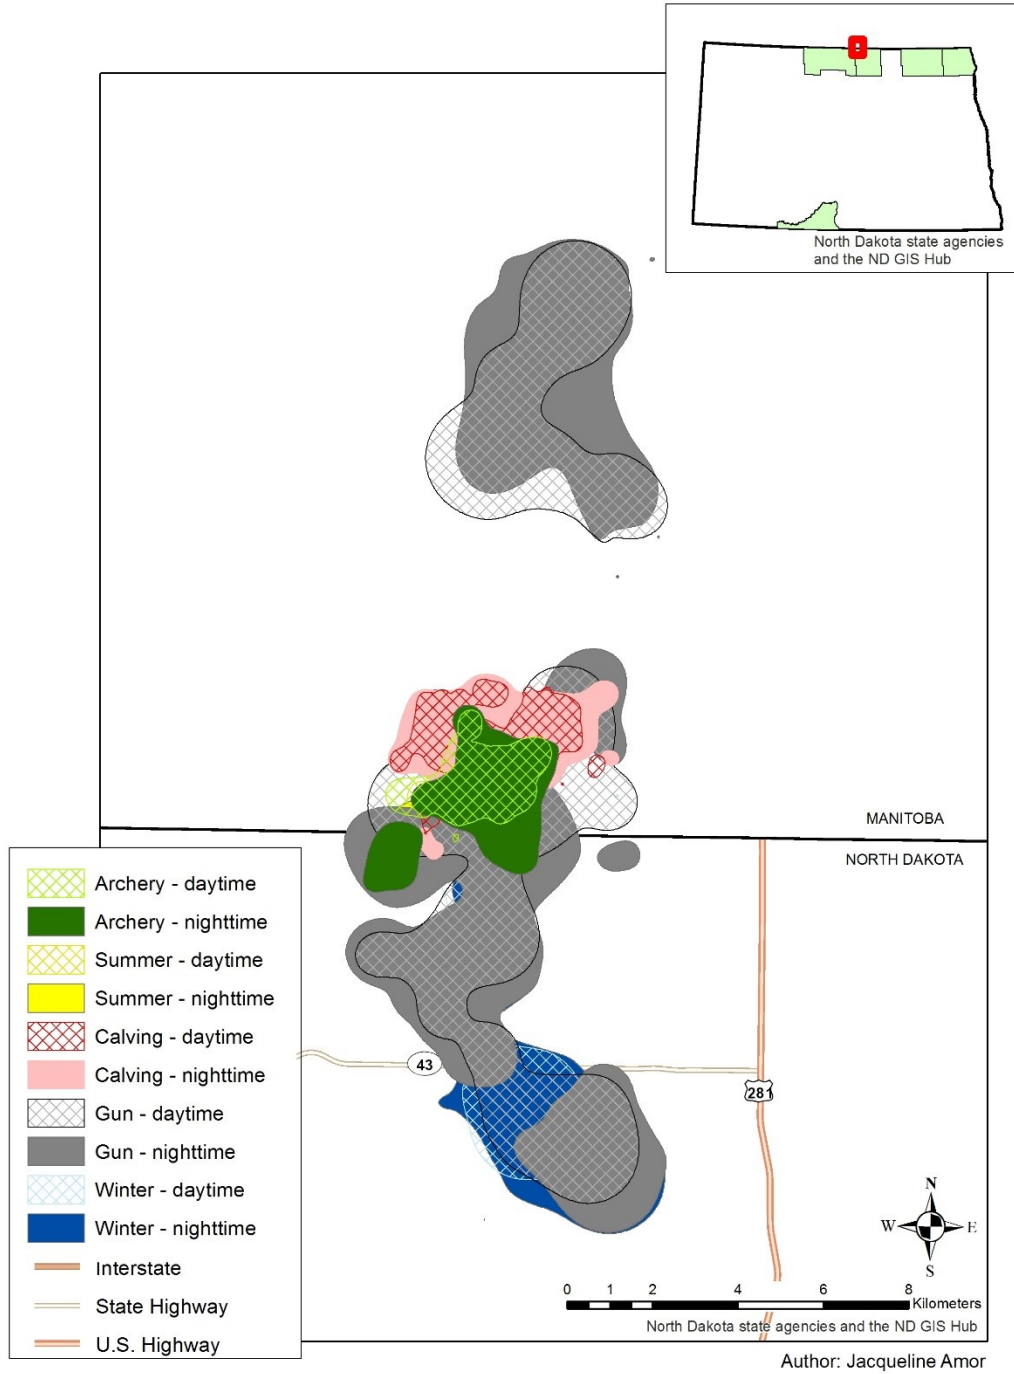 North Dakota state agencies
and the ND GIS Hub
MANITOBA
NORTH DAKOTA
Archery - daytime
Archery - nighttime
Summer - daytime
Summer - nighttime
Calving - daytime
Calving - nighttime
Gun - daytime
Gun - nighttime
Winter - daytime
Winter - nighttime
Interstate
State Highway
U.S. Highway
43
281
N
W E
S
0 1 2 4 6 8
Kilometers
North Dakota state agencies and the ND GIS Hub
Author: Jacqueline Amor